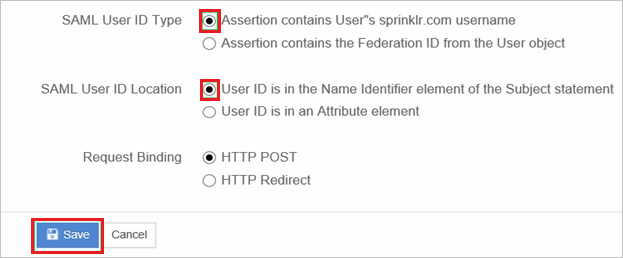 SAML User ID Type Assertion contains User"s sprinklr.com username
Assertion contains the Federation ID from the User object
SAML User ID Location User ID is in the Name Identifier element of the Subject statement
User ID is in an Attribute element
Request Binding HTTP POST
HTTP Redirect
Save Cancel